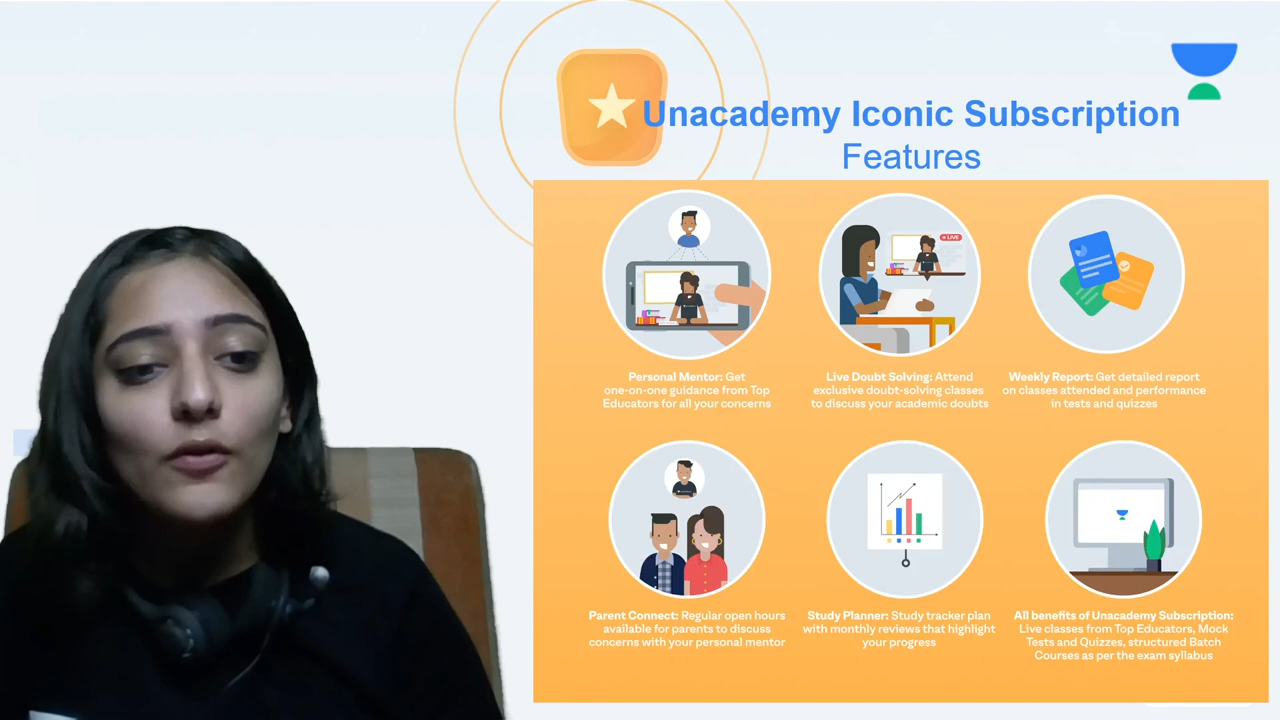 Unacademy Iconic Subscription
Features
LIVE
Personal Mentor: Get
one-on-one guidance from Top
Educators for all your concerns
Live Doubt Solving: Attend
exclusive doubt-solving classes
to discuss your academic doubts
Weekly Report: Get detailed report
on classes attended and performance
in tests and quizzes
Parent Connect: Regular open hours
available for parents to discuss
concerns with your personal mentor
Study Planner: Study tracker plan
with monthly reviews that highlight
your progress
All benefits of Unacademy Subscription:
Live classes from Top Educators, Mock
Tests and Quizzes, structured Batch
Courses as per the exam syllabus